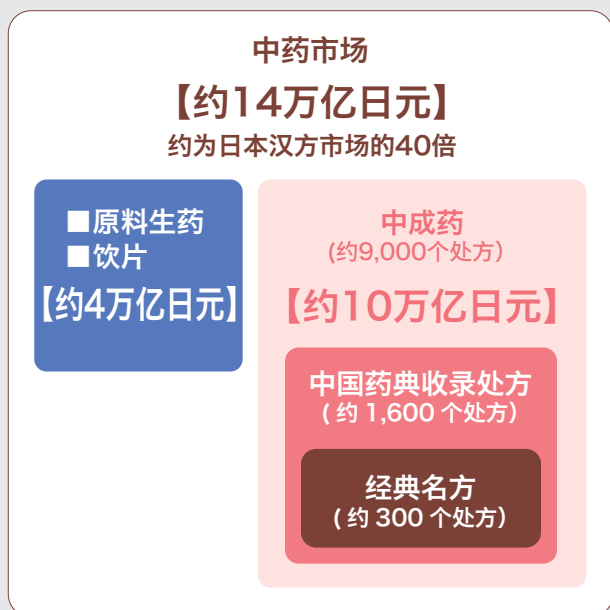 中药市场
【约14万亿日元】
约为日本汉方市场的40倍
■原料生药
■饮片
【约4万亿日元】
中成药
(约9,000个处方)
【约10万亿日元】
中国药典收录处方
( 约 1,600 个处方)
经典名方
( 约 300 个处方)